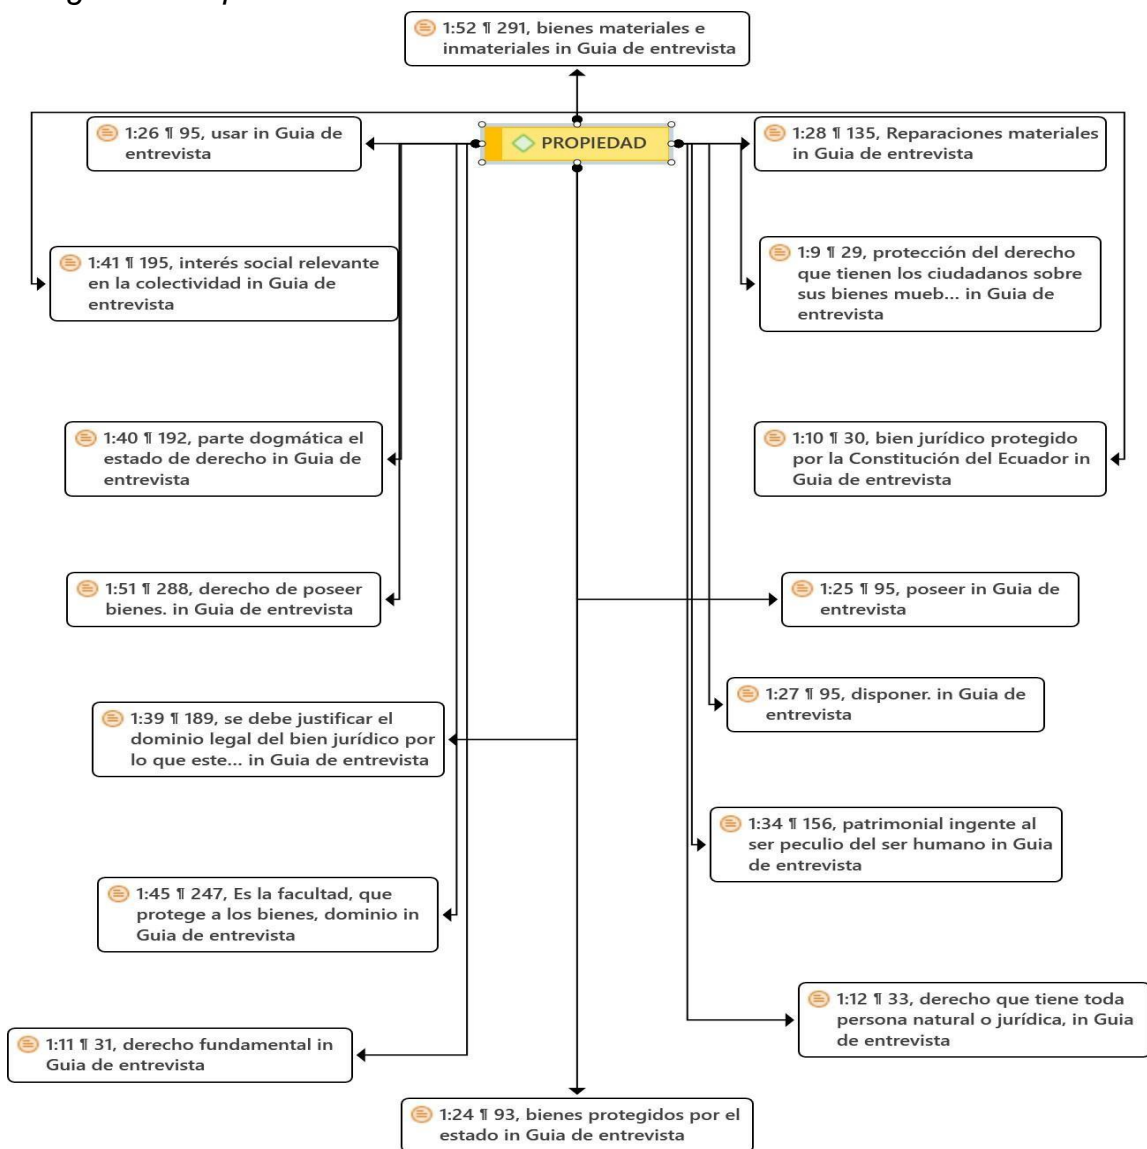 1:52 ¶ 291, bienes materiales e
inmateriales in Guia de entrevista
1:26 ¶ 95, usar in Guia de
entrevista
PROPIEDAD
1:28 ¶ 135, Reparaciones materiales
in Guia de entrevista
1:41 ¶ 195, interés social relevante
en la colectividad in Guia de
entrevista
1:9 ¶ 29, protección del derecho
que tienen los ciudadanos sobre
sus bienes mueb... in Guia de
entrevista
1:40 ¶ 192, parte dogmática el
estado de derecho in Guia de
entrevista
1:10 ¶ 30, bien jurídico protegido
por la Constitución del Ecuador in
Guia de entrevista
1:51 ¶ 288, derecho de poseer
bienes. in Guia de entrevista
1:25 ¶ 95, poseer in Guia de
entrevista
1:27 ¶ 95, disponer. in Guia de
entrevista
1:39 ¶ 189, se debe justificar el
dominio legal del bien jurídico por
lo que este... in Guia de entrevista
1:34 ¶ 156, patrimonial ingente al
ser peculio del ser humano in Guia
de entrevista
1:45 ¶ 247, Es la facultad, que
protege a los bienes, dominio in
Guia de entrevista
1:12 ¶ 33, derecho que tiene toda
persona natural o jurídica, in Guia
de entrevista
1:11 ¶ 31, derecho fundamental in
Guia de entrevista
1:24 ¶ 93, bienes protegidos por el
estado in Guia de entrevista